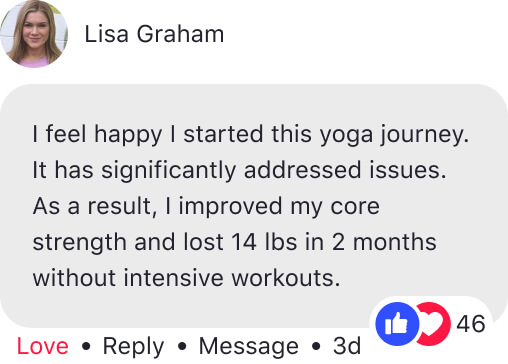 Lisa Graham
I feel happy I started this yoga journey.
It has significantly addressed issues.
As a result, I improved my core
strength and lost 14 lbs in 2 months
without intensive workouts.
46
Love • Reply • Message • 3d